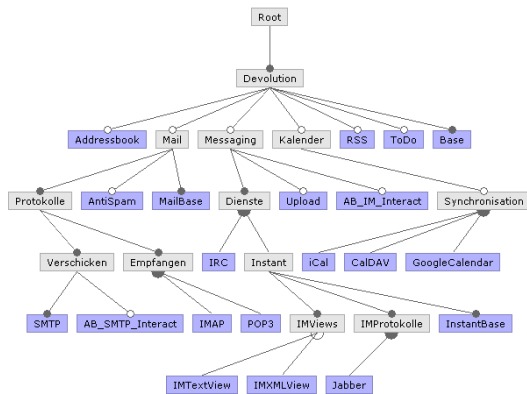 Root
Devolution
Addressbook
Mail
Messaging
Kalender
RSS
ToDo
Base
Protokolle
AntiSpam
MailBase
Dienste
Upload
AB_IM_Interact
Synchronisation
Verschicken
Empfangen
IRC
Instant
iCal
CalDAV
GoogleCalendar
SMTP
AB_SMTP_Interact
IMAP
POP3
IMViews
IMProtokolle
InstantBase
IMTextView
IMXMLView
Jabber